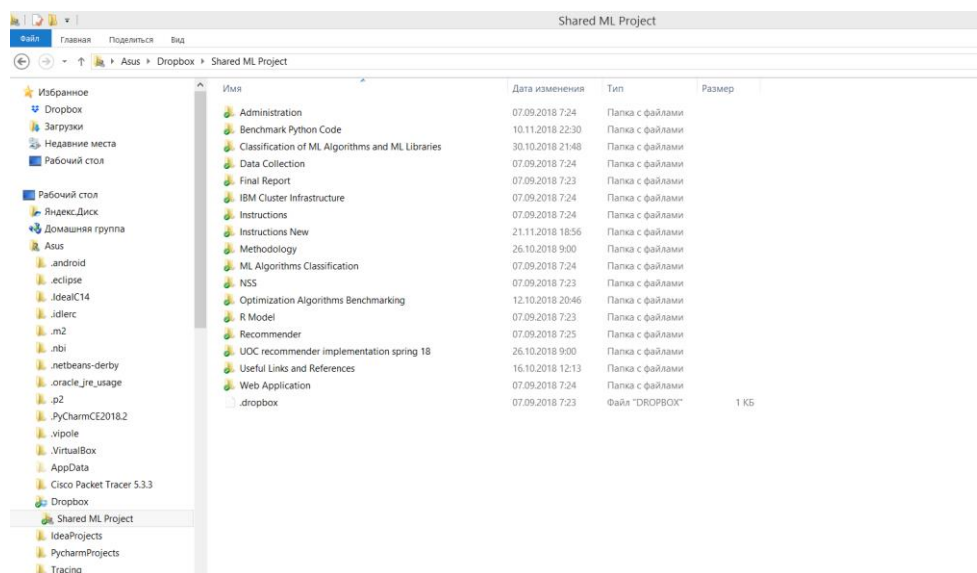 Shared ML Project
Файл Главная Поделиться Вид
Asus Dropbox Shared ML Project
Избранное
Dropbox
Загрузки
Недавние места
Рабочий стол
Рабочий стол
Яндекс.Диск
Домашняя группа
Asus
.android
.eclipse
.IdealC14
.idlerc
.m2
.nbi
.netbeans-derby
.oracle_jre_usage
.p2
.PyCharmCE2018.2
.vipole
.VirtualBox
AppData
Cisco Packet Tracer 5.3.3
Dropbox
Shared ML Project
IdeaProjects
PycharmProjects
Tracing
Имя Дата изменения Тип Размер
Administration 07.09.2018 7:24 Папка с файлами
Benchmark Python Code 10.11.2018 22:30 Папка с файлами
Classification of ML Algorithms and ML Libraries 30.10.2018 21:48 Папка с файлами
Data Collection 07.09.2018 7:24 Папка с файлами
Final Report 07.09.2018 7:23 Папка с файлами
IBM Cluster Infrastructure 07.09.2018 7:24 Папка с файлами
Instructions 07.09.2018 7:24 Папка с файлами
Instructions New 21.11.2018 18:56 Папка с файлами
Methodology 26.10.2018 9:00 Папка с файлами
ML Algorithms Classification 07.09.2018 7:24 Папка с файлами
NSS 07.09.2018 7:23 Папка с файлами
Optimization Algorithms Benchmarking 12.10.2018 20:46 Папка с файлами
R Model 07.09.2018 7:23 Папка с файлами
Recommender 07.09.2018 7:25 Папка с файлами
UOC recommender implementation spring 18 26.10.2018 9:00 Папка с файлами
Useful Links and References 16.10.2018 12:13 Папка с файлами
Web Application 07.09.2018 7:24 Папка с файлами
.dropbox 07.09.2018 7:23 Файл "DROPBOX" 1 КБ